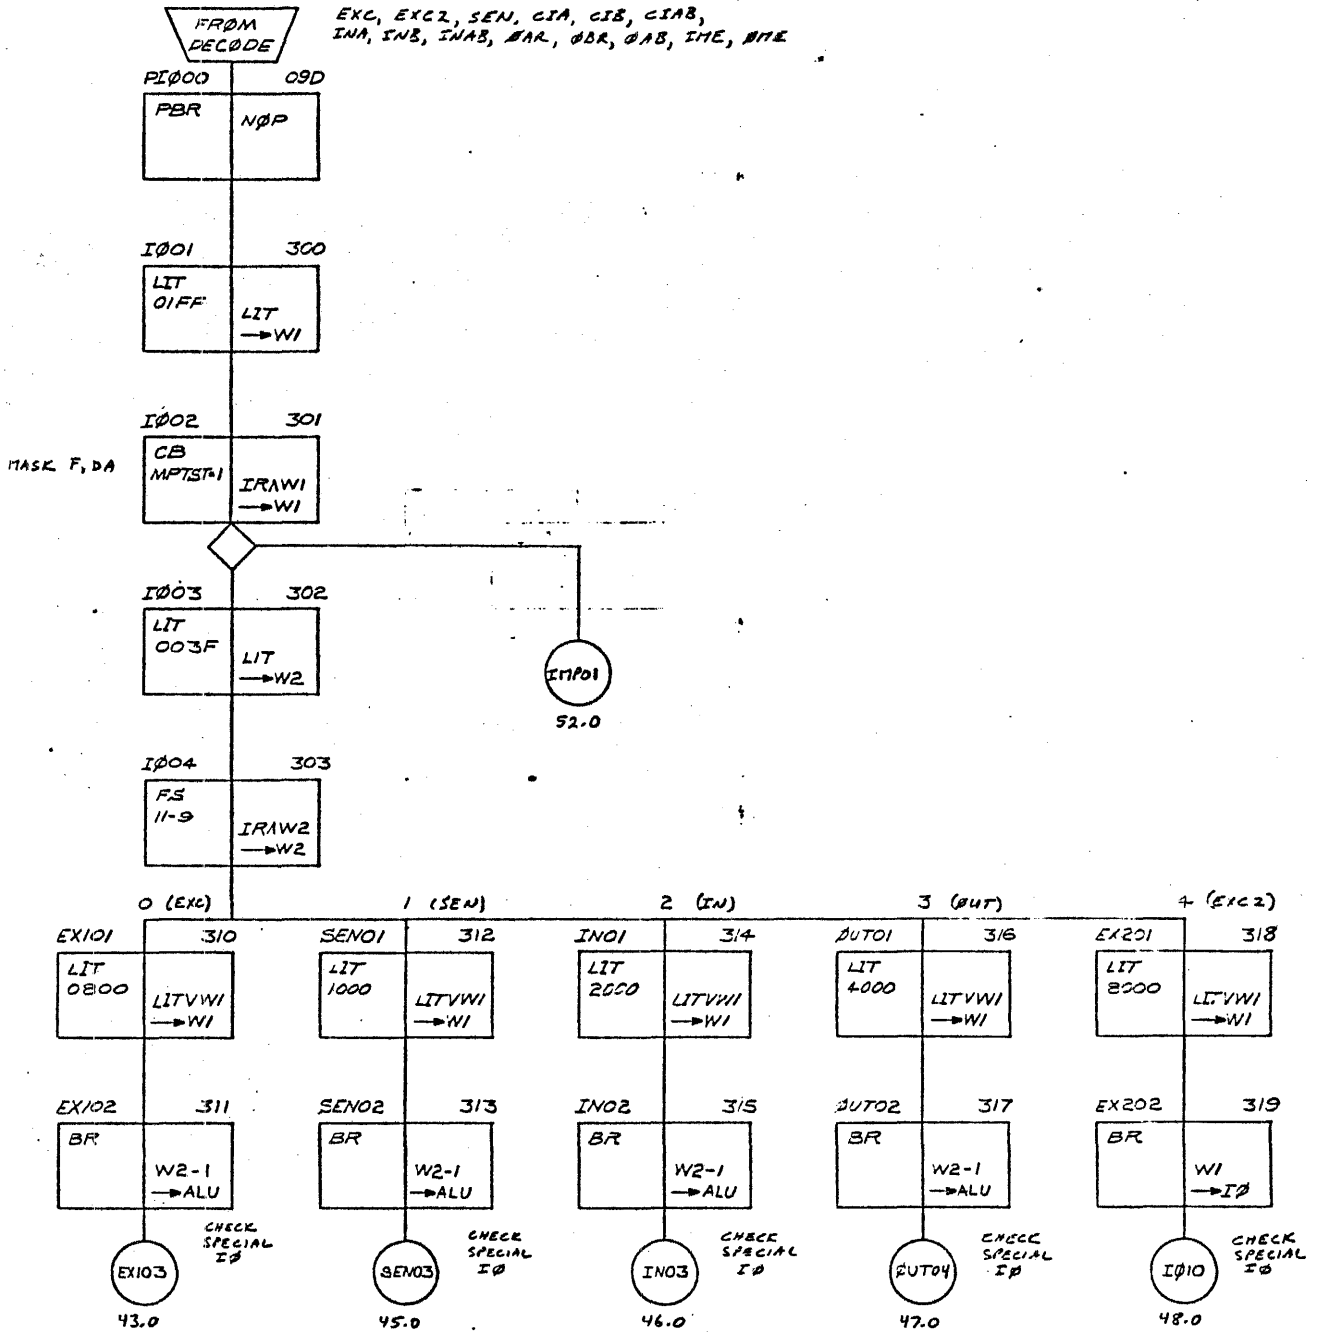 FRØM
DECØDE
EXC, EXC2, SEN, CIA, CIB, CIAB,
INA, INB, INAB, ØAR, ØBR, ØAB, IME, ØME
PIØ00 09D
PBR
NØP
IØ01 300
LIT
01FF
LIT
→W1
IØ02 301
MASK F, DA
CB
MPTST=1
IRΛW1
→W1
IØ03 302
LIT
003F
LIT
→W2
IMP01
52.0
IØ04 303
FS
11-9
IRΛW2
→W2
0 (EXC) 1 (SEN) 2 (IN) 3 (ØUT) 4 (EXC2)
EX101 310 SEN01 312 IN01 314 ØUT01 316 EX201 318
LIT LIT LIT LIT LIT
0800 1000 2000 4000 8000
LITVW1 LITVW1 LITVW1 LITVW1 LITVW1
→W1 →W1 →W1 →W1 →W1
EX102 311 SEN02 313 IN02 315 ØUT02 317 EX202 319
BR BR BR BR BR
W2-1 W2-1 W2-1 W2-1 W1
→ALU →ALU →ALU →ALU →IØ
CHECK CHECK CHECK CHECK CHECK
SPECIAL SPECIAL SPECIAL SPECIAL SPECIAL
IØ IØ IØ IØ IØ
EX103 SEN03 IN03 ØUT04 IØ10
43.0 45.0 46.0 47.0 48.0